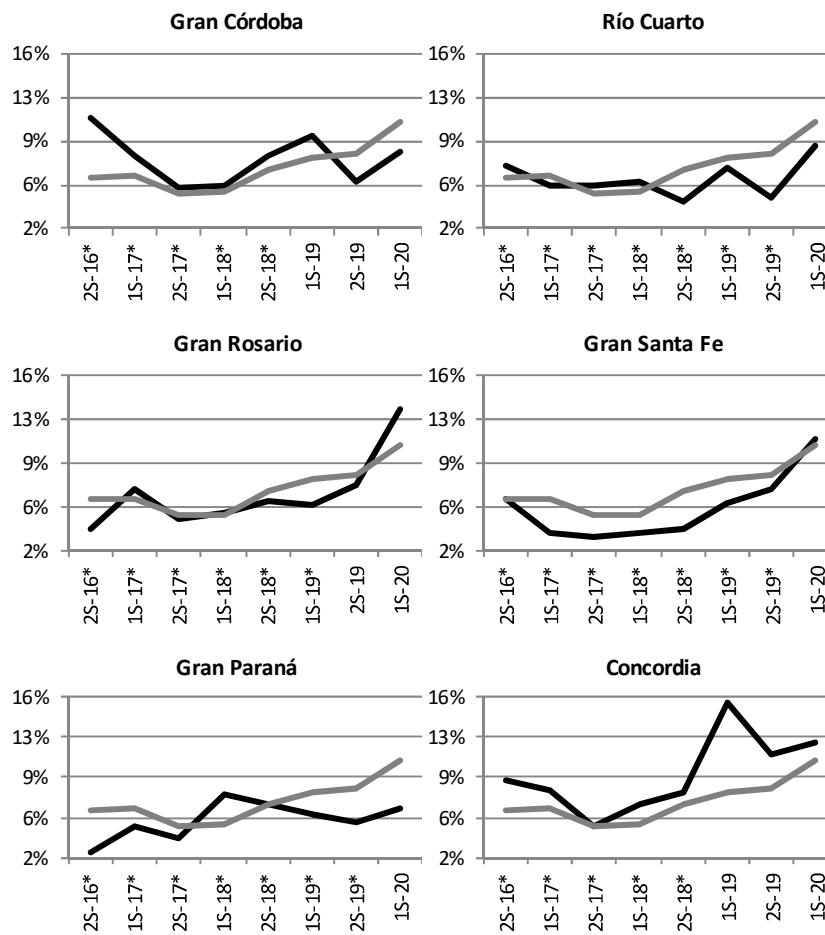 Gran Córdoba
16%
13%
9%
6%
2%
2S-16*
1S-17*
2S-17*
1S-18*
2S-18*
1S-19
2S-19
1S-20
Río Cuarto
16%
13%
9%
6%
2%
2S-16*
1S-17*
2S-17*
1S-18*
2S-18*
1S-19*
2S-19*
1S-20
Gran Rosario
16%
13%
9%
6%
2%
2S-16*
1S-17*
2S-17*
1S-18*
2S-18*
1S-19*
2S-19
1S-20
Gran Santa Fe
16%
13%
9%
6%
2%
2S-16*
1S-17*
2S-17*
1S-18*
2S-18*
1S-19*
2S-19*
1S-20
Gran Paraná
16%
13%
9%
6%
2%
2S-16*
1S-17*
2S-17*
1S-18*
2S-18*
1S-19*
2S-19*
1S-20
Concordia
16%
13%
9%
6%
2%
2S-16*
1S-17*
2S-17*
1S-18*
2S-18*
1S-19
2S-19
1S-20